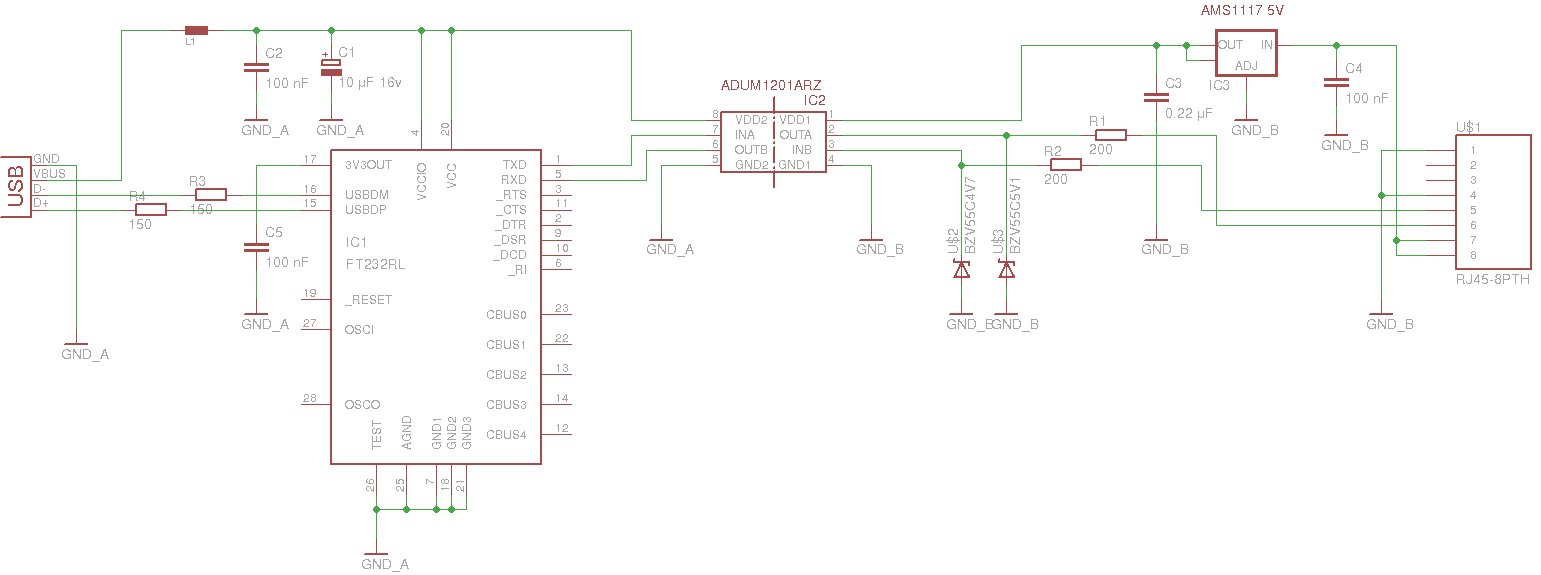 AMS1117 5V
OUT IN
ADJ
IC3
L1
C2
100 nF
GND_A
+
C1
10 µF 16v
GND_A
C3
0.22 µF
GND_B
GND_B
C4
100 nF
GND_B
ADUM1201ARZ
IC2
8 VDD2 VDD1 1
7 INA OUTA 2
6 OUTB INB 3
5 GND2 GND1 4
GND_A
GND_B
R1
200
R2
200
U$2
BZV55C4V7
GND_B
U$3
BZV55C5V1
GND_B
U$1
1
2
3
4
5
6
7
8
RJ45-8PTH
GND_B
USB
GND
VBUS
D-
D+
GND_A
R3
150
R4
150
C5
100 nF
GND_A
4
VCCIO
20
VCC
17 3V3OUT
16 USBDM
15 USBDP
IC1
FT232RL
19 _RESET
27 OSCI
28 OSCO
TXD 1
RXD 5
_RTS 3
_CTS 11
_DTR 2
_DSR 9
_DCD 10
_RI 6
CBUS0 23
CBUS1 22
CBUS2 13
CBUS3 14
CBUS4 12
TEST
AGND
GND1
GND2
GND3
26
25
7
18
21
GND_A